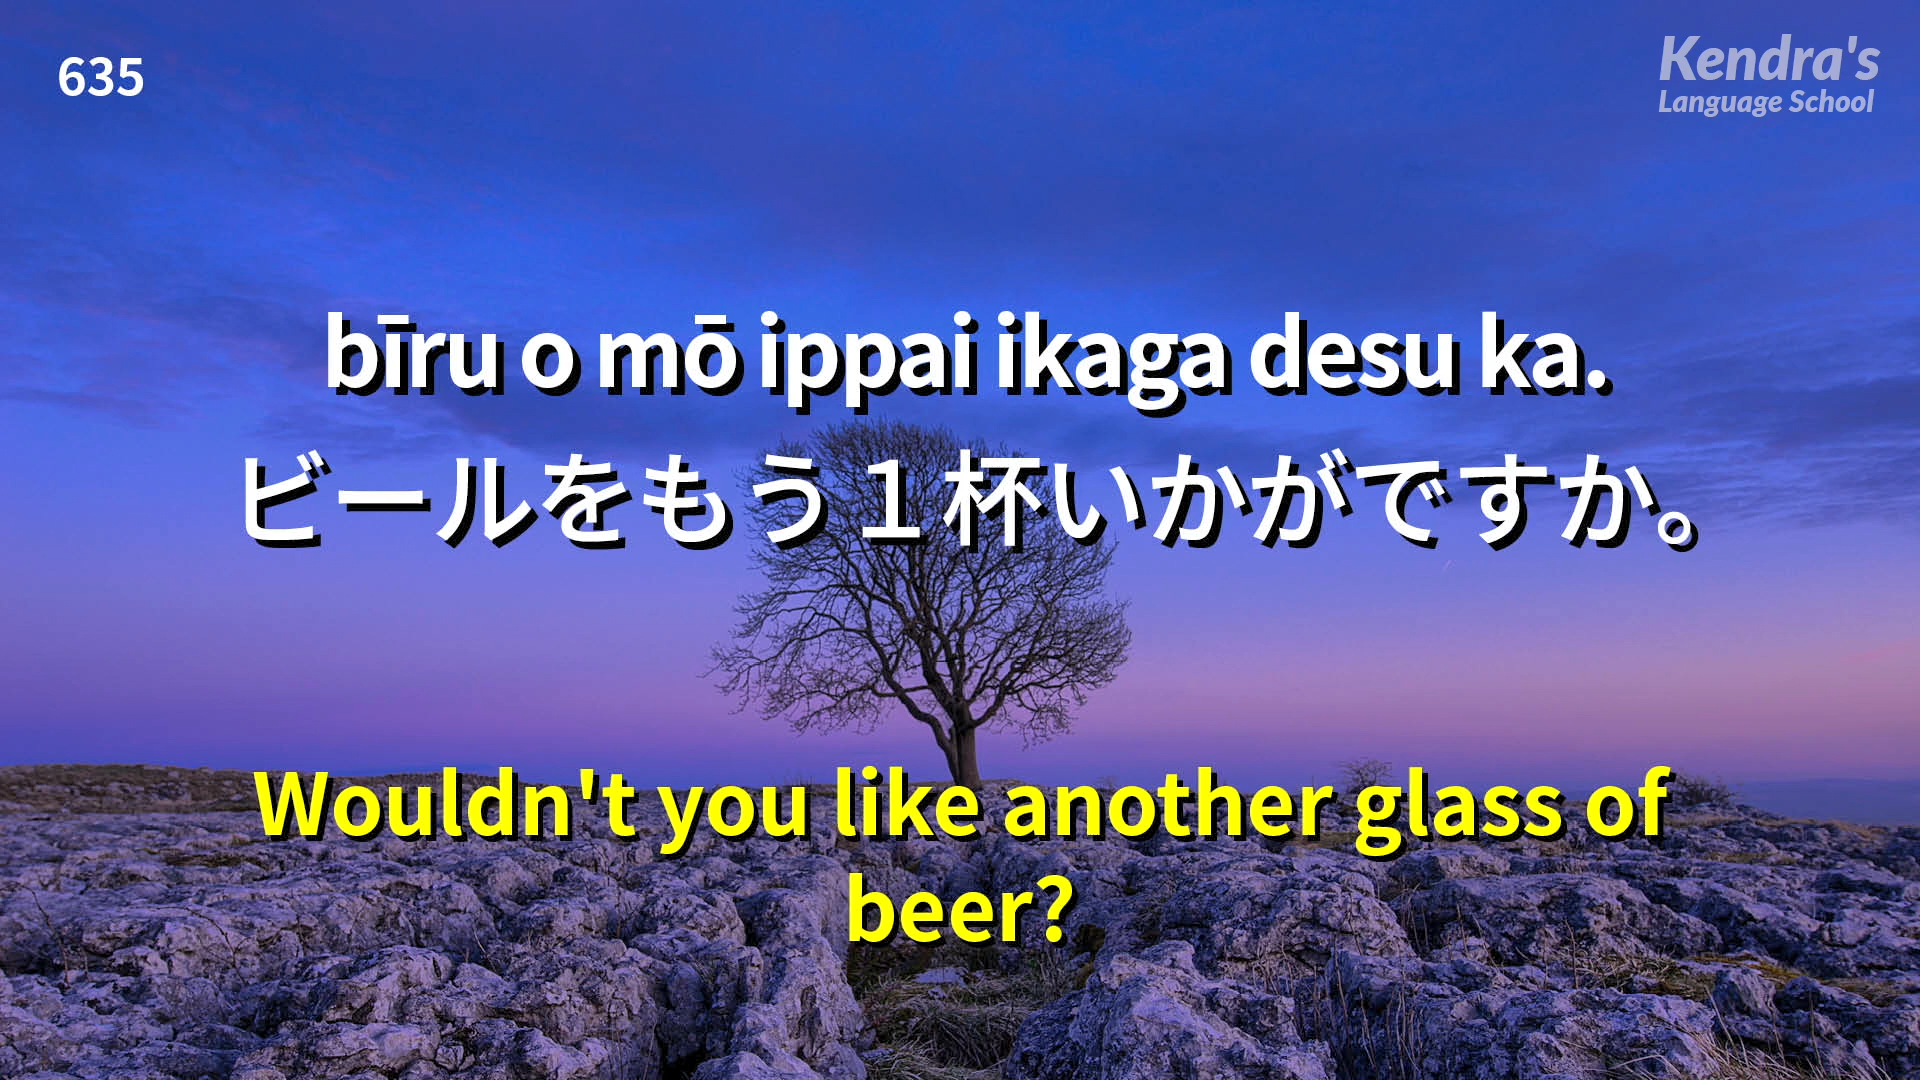 635
Kendra's
Language School
bīru o mō ippai ikaga desu ka.
ビールをもう１杯いかがですか。
Wouldn't you like another glass of
beer?